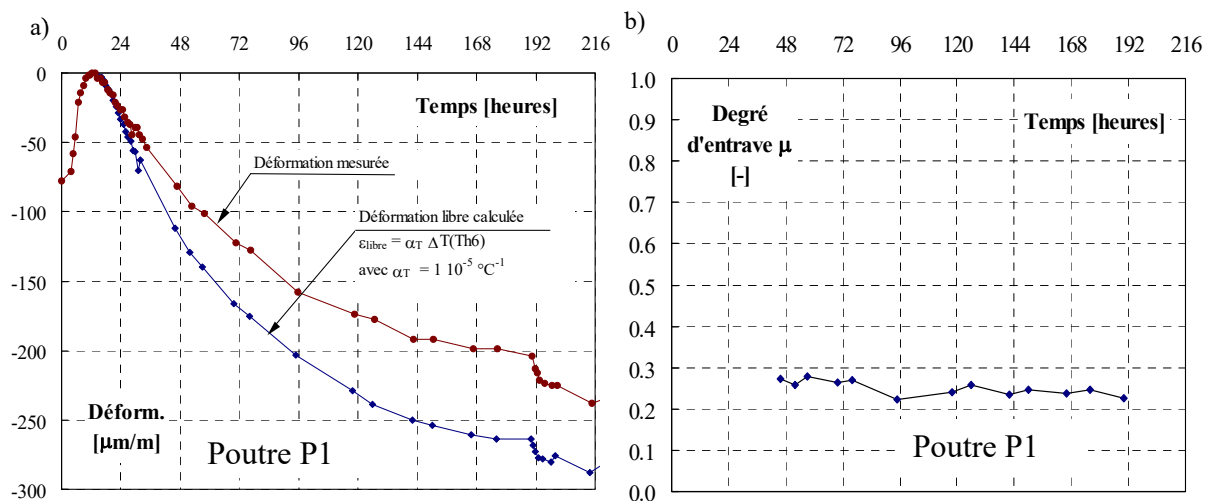 a)
0 24 48 72 96 120 144 168 192 216
0
-50
-100
-150
-200
-250
-300
Temps [heures]
Déformation mesurée
Déformation libre calculée
εlibre = αT ΔT(Th6)
avec αT = 1 10-5 °C-1
Déform.
[μm/m]
Poutre P1
b)
0 24 48 72 96 120 144 168 192 216
1.0
0.9
0.8
0.7
0.6
0.5
0.4
0.3
0.2
0.1
0.0
Degré
d'entrave μ
[-]
Temps [heures]
Poutre P1